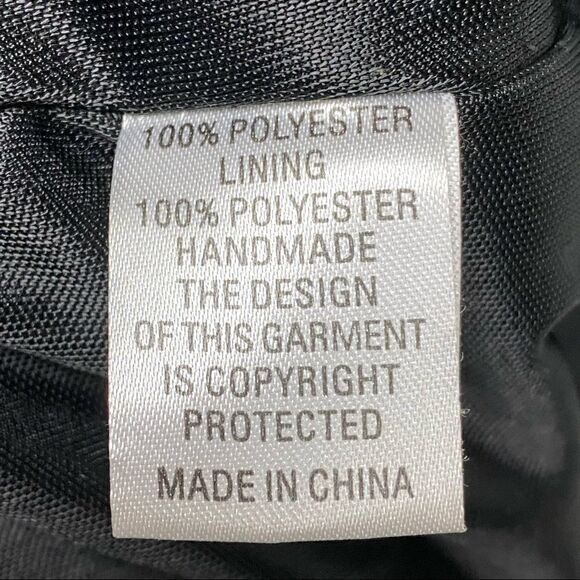 100% POLYESTER
LINING
100% POLYESTER
HANDMADE
THE DESIGN
OF THIS GARMENT
IS COPYRIGHT
PROTECTED
MADE IN CHINA